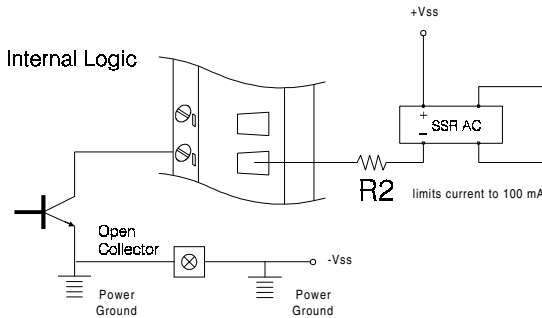 +Vss
Internal Logic
+
SSR AC
–
R2
limits current to 100 mA
Open
Collector
-Vss
Power
Ground
Power
Ground